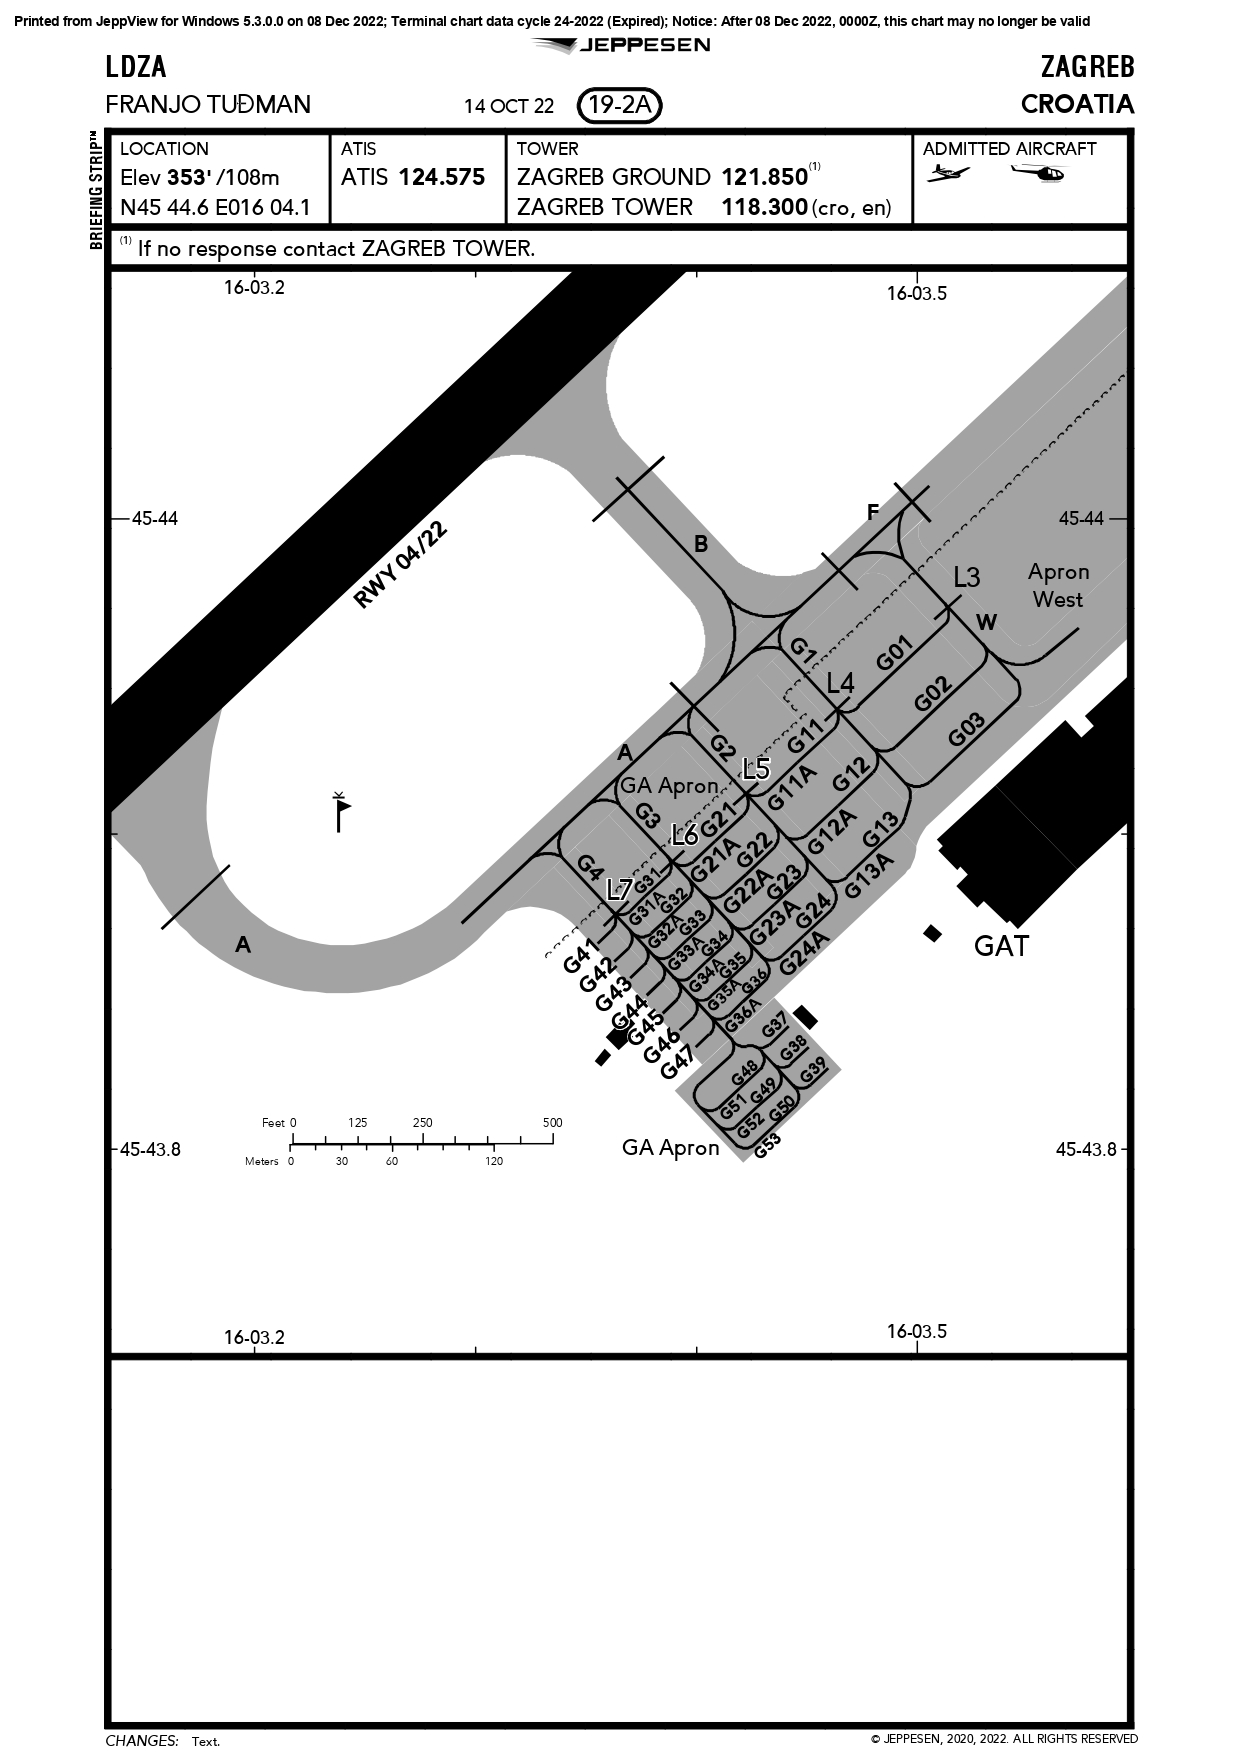 Printed from JeppView for Windows 5.3.0.0 on 08 Dec 2022; Terminal chart data cycle 24-2022 (Expired); Notice: After 08 Dec 2022, 0000Z, this chart may no longer be valid
JEPPESEN
LDZA
ZAGREB
FRANJO TUĐMAN
14 OCT 22
19-2A
CROATIA
BRIEFING STRIP™
LOCATION
Elev 353' /108m
N45 44.6 E016 04.1
ATIS
ATIS 124.575
TOWER
ZAGREB GROUND 121.850(1)
ZAGREB TOWER 118.300 (cro, en)
ADMITTED AIRCRAFT
(1) If no response contact ZAGREB TOWER.
16-03.2
16-03.5
45-44
45-44
RWY 04/22
B
F
L3
Apron
West
W
G1
G01
L4
G02
G2
G11
G03
A
L5
GA Apron
G11A
G12
G3
G21
L6
G12A
G13
G4
G21A
G22
G13A
L7
G31
G22A
G23
G31A
G32
G23A
G24
G32A
G33
G24A
A
G41
G33A
G34
G42
G34A
G35
G43
G35A
G36
G44
G36A
G37
G45
G38
G46
G39
G47
G48
G49
G50
G51
G52
G53
GAT
GA Apron
Feet 0 125 250 500
Meters 0 30 60 120
45-43.8
45-43.8
16-03.2
16-03.5
CHANGES: Text.
© JEPPESEN, 2020, 2022. ALL RIGHTS RESERVED